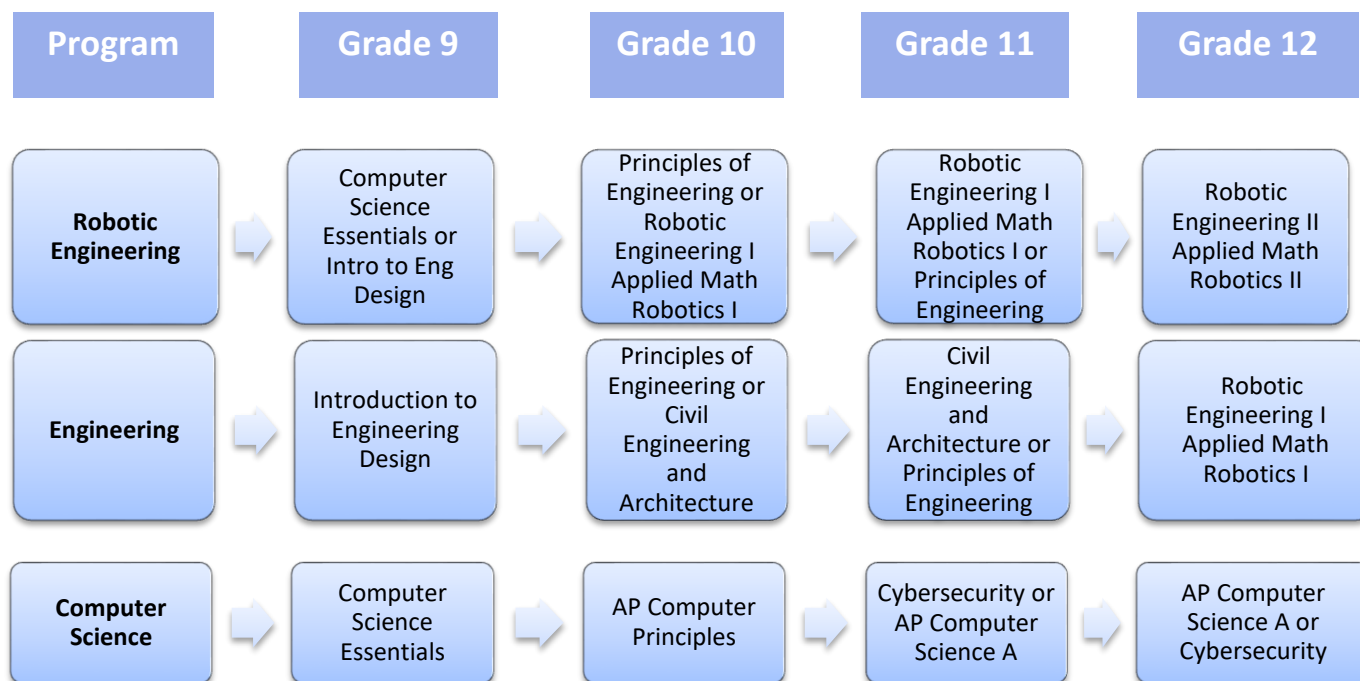 Program
Grade 9
Grade 10
Grade 11
Grade 12
Robotic
Engineering
Computer
Science
Essentials or
Intro to Eng
Design
Principles of
Engineering or
Robotic
Engineering I
Applied Math
Robotics I
Robotic
Engineering I
Applied Math
Robotics I or
Principles of
Engineering
Robotic
Engineering II
Applied Math
Robotics II
Engineering
Introduction to
Engineering
Design
Principles of
Engineering or
Civil
Engineering
and
Architecture
Civil
Engineering
and
Architecture or
Principles of
Engineering
Robotic
Engineering I
Applied Math
Robotics I
Computer
Science
Computer
Science
Essentials
AP Computer
Principles
Cybersecurity or
AP Computer
Science A
AP Computer
Science A or
Cybersecurity